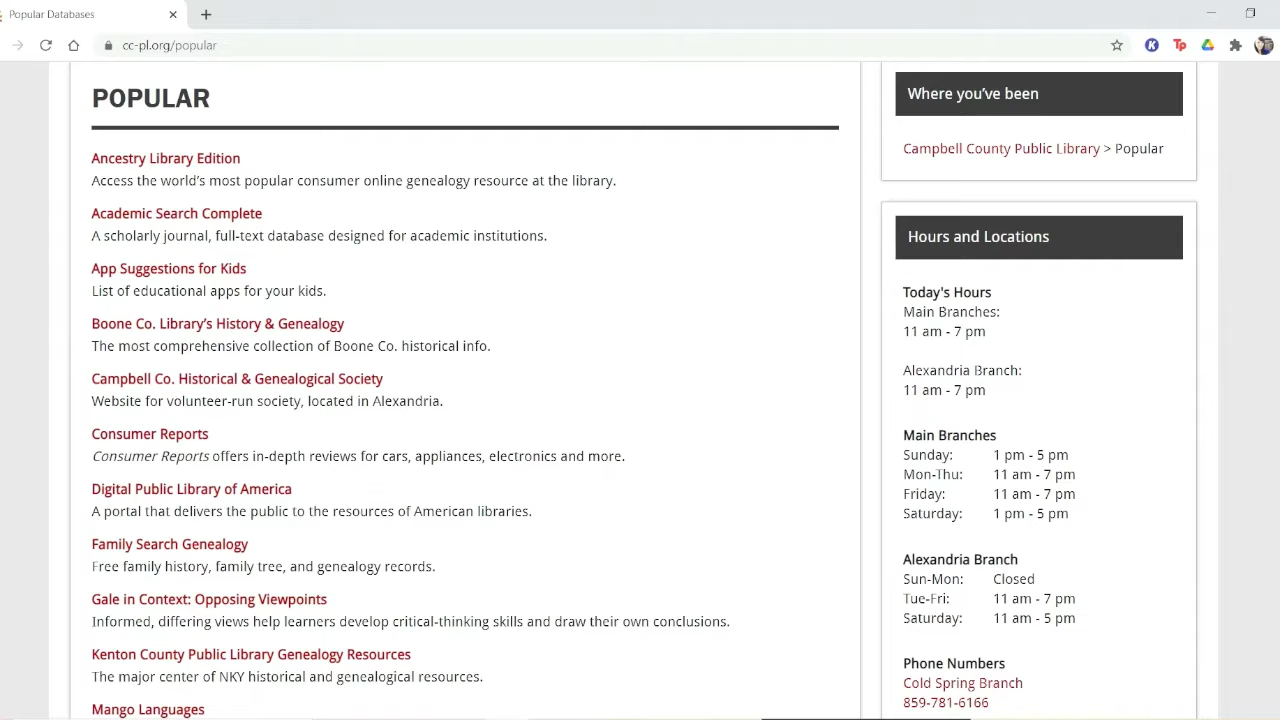 Popular Databases
cc-pl.org/popular
POPULAR
Ancestry Library Edition
Access the world's most popular consumer online genealogy resource at the library.
Academic Search Complete
A scholarly journal, full-text database designed for academic institutions.
App Suggestions for Kids
List of educational apps for your kids.
Boone Co. Library's History & Genealogy
The most comprehensive collection of Boone Co. historical info.
Campbell Co. Historical & Genealogical Society
Website for volunteer-run society, located in Alexandria.
Consumer Reports
Consumer Reports offers in-depth reviews for cars, appliances, electronics and more.
Digital Public Library of America
A portal that delivers the public to the resources of American libraries.
Family Search Genealogy
Free family history, family tree, and genealogy records.
Gale in Context: Opposing Viewpoints
Informed, differing views help learners develop critical-thinking skills and draw their own conclusions.
Kenton County Public Library Genealogy Resources
The major center of NKY historical and genealogical resources.
Mango Languages
Where you've been
Campbell County Public Library > Popular
Hours and Locations
Today's Hours
Main Branches:
11 am - 7 pm
Alexandria Branch:
11 am - 7 pm
Main Branches
Sunday: 1 pm - 5 pm
Mon-Thu: 11 am - 7 pm
Friday: 11 am - 7 pm
Saturday: 1 pm - 5 pm
Alexandria Branch
Sun-Mon: Closed
Tue-Fri: 11 am - 7 pm
Saturday: 11 am - 5 pm
Phone Numbers
Cold Spring Branch
859-781-6166
K
Tp